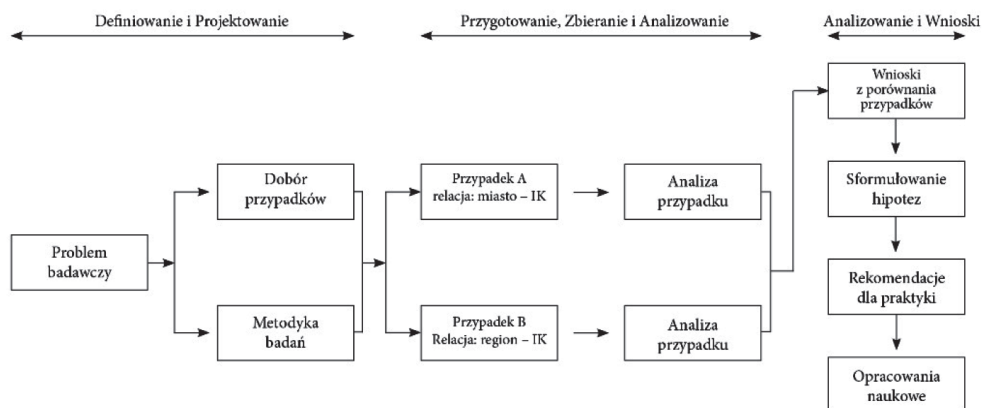 Definiowanie i Projektowanie
Przygotowanie, Zbieranie i Analizowanie
Analizowanie i Wnioski
Problem
badawczy
Dobór
przypadków
Metodyka
badań
Przypadek A
relacja: miasto – IK
Analiza
przypadku
Przypadek B
Relacja: region – IK
Analiza
przypadku
Wnioski
z porównania
przypadków
Sformułowanie
hipotez
Rekomendacje
dla praktyki
Opracowania
naukowe